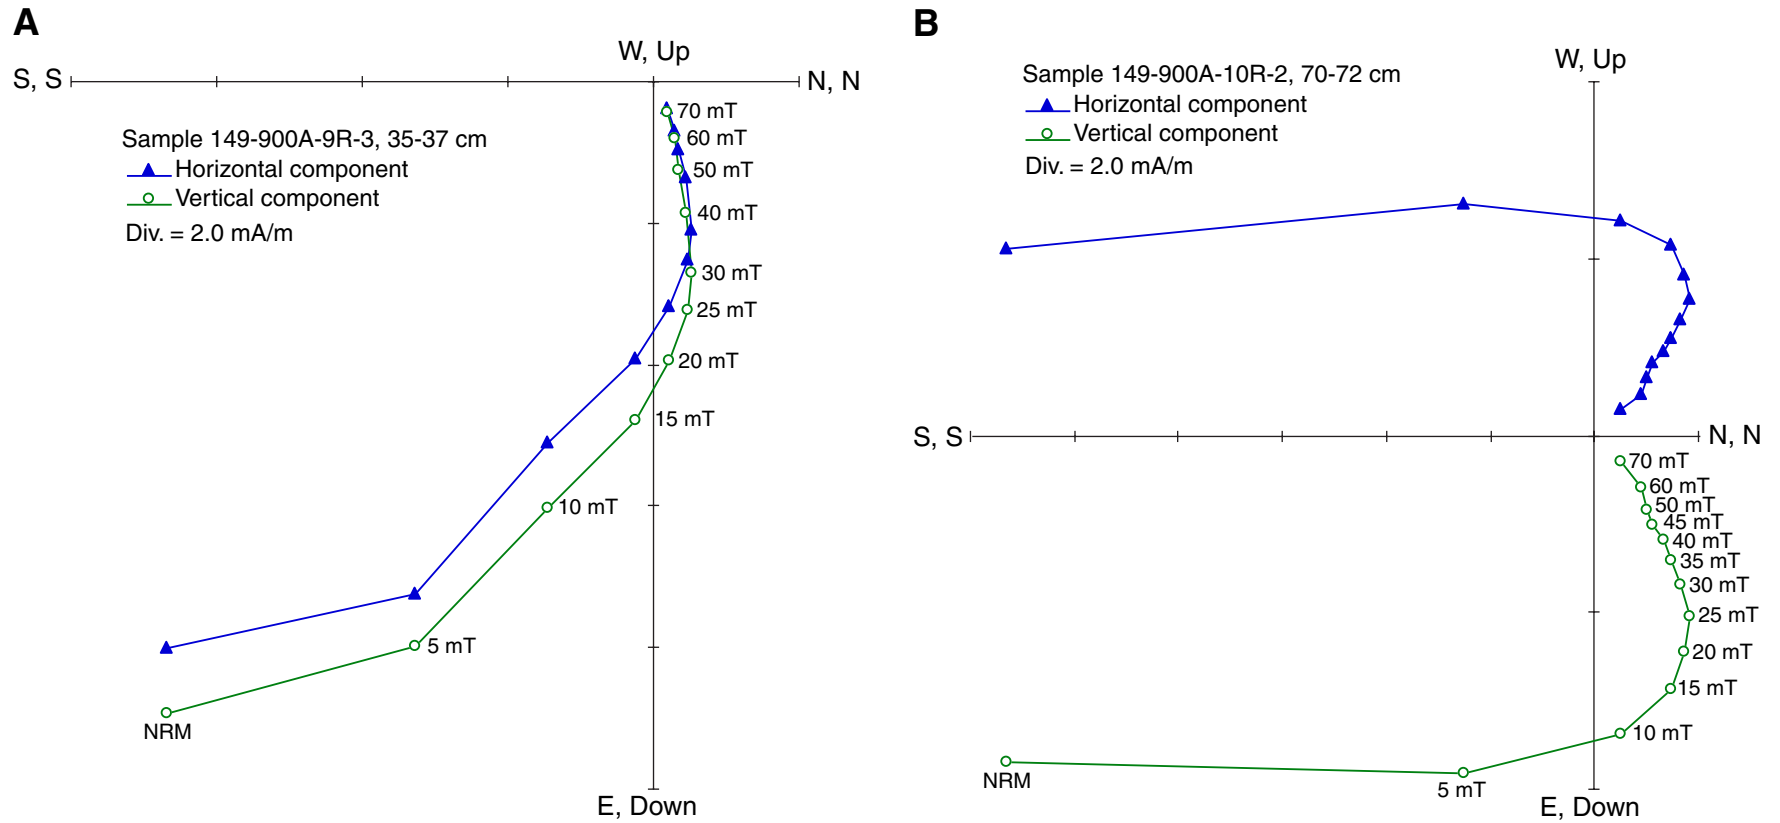 A
W, Up
S, S
N, N
Sample 149-900A-9R-3, 35-37 cm
Horizontal component
Vertical component
Div. = 2.0 mA/m
70 mT
60 mT
50 mT
40 mT
30 mT
25 mT
20 mT
15 mT
10 mT
5 mT
NRM
E, Down
B
W, Up
Sample 149-900A-10R-2, 70-72 cm
Horizontal component
Vertical component
Div. = 2.0 mA/m
S, S
N, N
70 mT
60 mT
50 mT
45 mT
40 mT
35 mT
30 mT
25 mT
20 mT
15 mT
10 mT
NRM
5 mT
E, Down